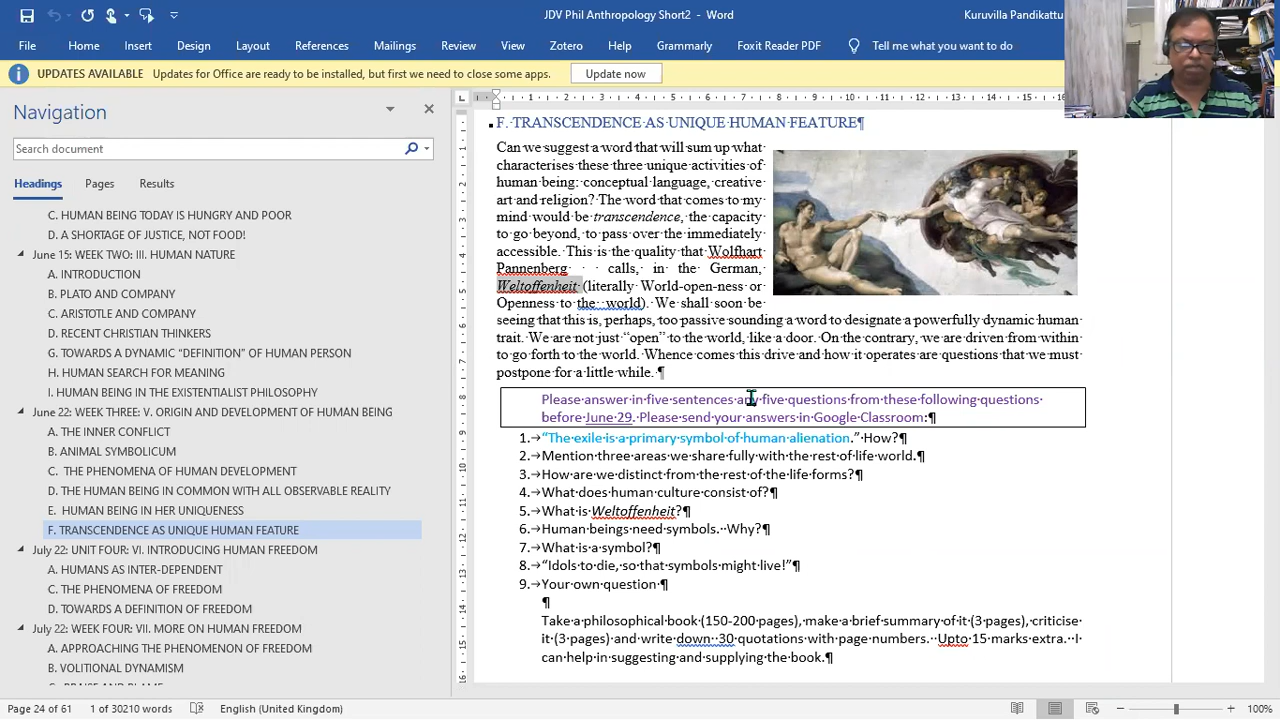 JDV Phil Anthropology Short2 - Word
Kuruvilla Pandikattu
File Home Insert Design Layout References Mailings Review View Zotero Help Grammarly Foxit Reader PDF Tell me what you want to do
UPDATES AVAILABLE Updates for Office are ready to be installed, but first we need to close some apps. Update now
Navigation
Search document
Headings Pages Results
C. HUMAN BEING TODAY IS HUNGRY AND POOR
D. A SHORTAGE OF JUSTICE, NOT FOOD!
June 15: WEEK TWO: III. HUMAN NATURE
A. INTRODUCTION
B. PLATO AND COMPANY
C. ARISTOTLE AND COMPANY
D. RECENT CHRISTIAN THINKERS
G. TOWARDS A DYNAMIC “DEFINITION” OF HUMAN PERSON
H. HUMAN SEARCH FOR MEANING
I. HUMAN BEING IN THE EXISTENTIALIST PHILOSOPHY
June 22: WEEK THREE: V. ORIGIN AND DEVELOPMENT OF HUMAN BEING
A. THE INNER CONFLICT
B. ANIMAL SYMBOLICUM
C. THE PHENOMENA OF HUMAN DEVELOPMENT
D. THE HUMAN BEING IN COMMON WITH ALL OBSERVABLE REALITY
E. HUMAN BEING IN HER UNIQUENESS
F. TRANSCENDENCE AS UNIQUE HUMAN FEATURE
July 22: UNIT FOUR: VI. INTRODUCING HUMAN FREEDOM
A. HUMANS AS INTER-DEPENDENT
C. THE PHENOMENA OF FREEDOM
D. TOWARDS A DEFINITION OF FREEDOM
July 22: WEEK FOUR: VII. MORE ON HUMAN FREEDOM
A. APPROACHING THE PHENOMENON OF FREEDOM
B. VOLITIONAL DYNAMISM
1 2 3 4 5 6 7 8 9 10 11 12 13 14 15 16
F. TRANSCENDENCE AS UNIQUE HUMAN FEATURE¶
Can we suggest a word that will sum up what
characterises these three unique activities of
human being: conceptual language, creative
art and religion? The word that comes to my
mind would be transcendence, the capacity
to go beyond, to pass over the immediately
accessible. This is the quality that Wolfhart
Pannenberg calls, in the German,
Weltoffenheit (literally World-open-ness or
Openness to the world). We shall soon be
seeing that this is, perhaps, too passive sounding a word to designate a powerfully dynamic human
trait. We are not just “open” to the world, like a door. On the contrary, we are driven from within
to go forth to the world. Whence comes this drive and how it operates are questions that we must
postpone for a little while. ¶
Please answer in five sentences any five questions from these following questions
before June 29. Please send your answers in Google Classroom:¶
1.→“The exile is a primary symbol of human alienation.” How?¶
2.→Mention three areas we share fully with the rest of life world.¶
3.→How are we distinct from the rest of the life forms?¶
4.→What does human culture consist of?¶
5.→What is Weltoffenheit?¶
6.→Human beings need symbols. Why?¶
7.→What is a symbol?¶
8.→“Idols to die, so that symbols might live!”¶
9.→Your own question ¶
¶
Take a philosophical book (150-200 pages), make a brief summary of it (3 pages), criticise
it (3 pages) and write down 30 quotations with page numbers. Upto 15 marks extra. I
can help in suggesting and supplying the book.¶
Page 24 of 61 1 of 30210 words English (United Kingdom) 100%